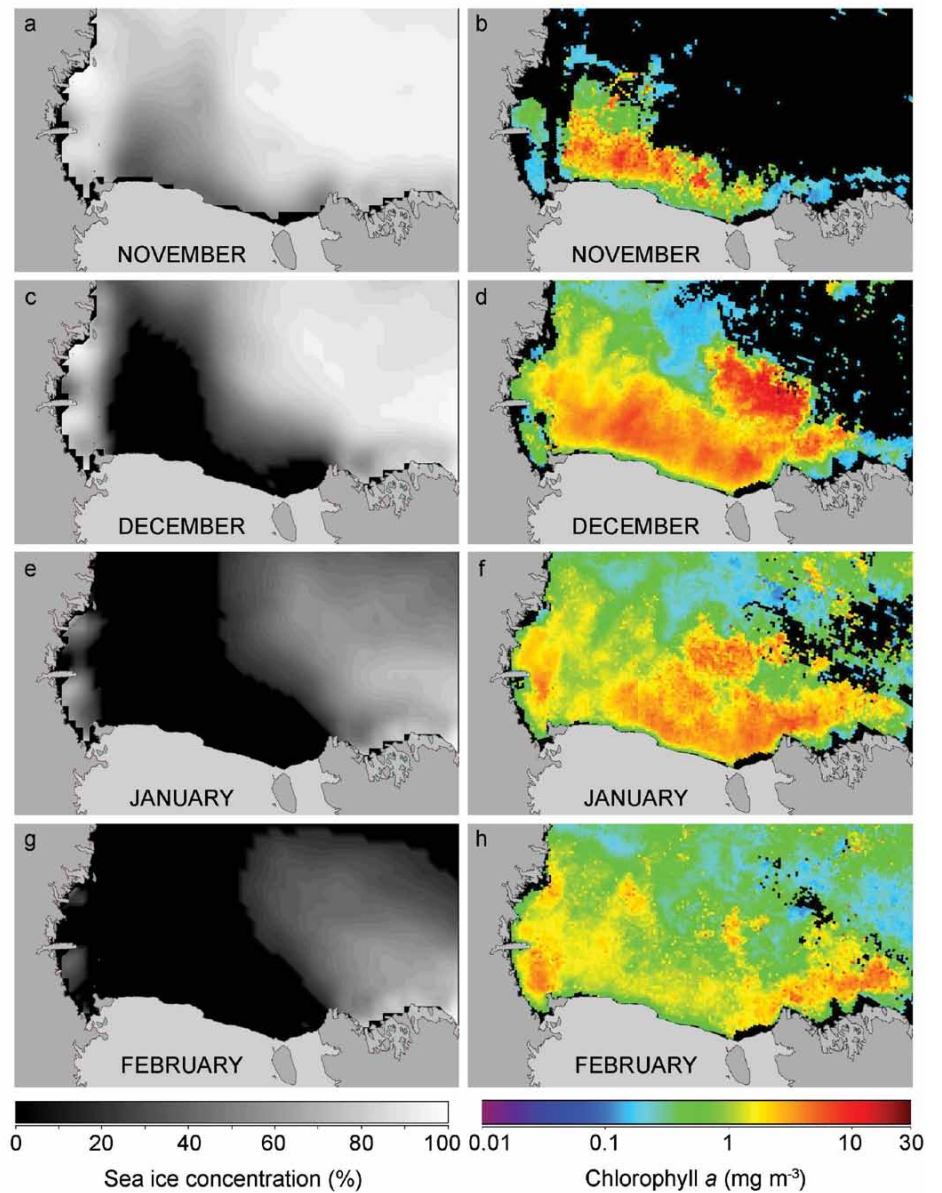 a
b
NOVEMBER
NOVEMBER
c
d
DECEMBER
DECEMBER
e
f
JANUARY
JANUARY
g
h
FEBRUARY
FEBRUARY
0 20 40 60 80 100
Sea ice concentration (%)
0.01 0.1 1 10 30
Chlorophyll a (mg m⁻³)